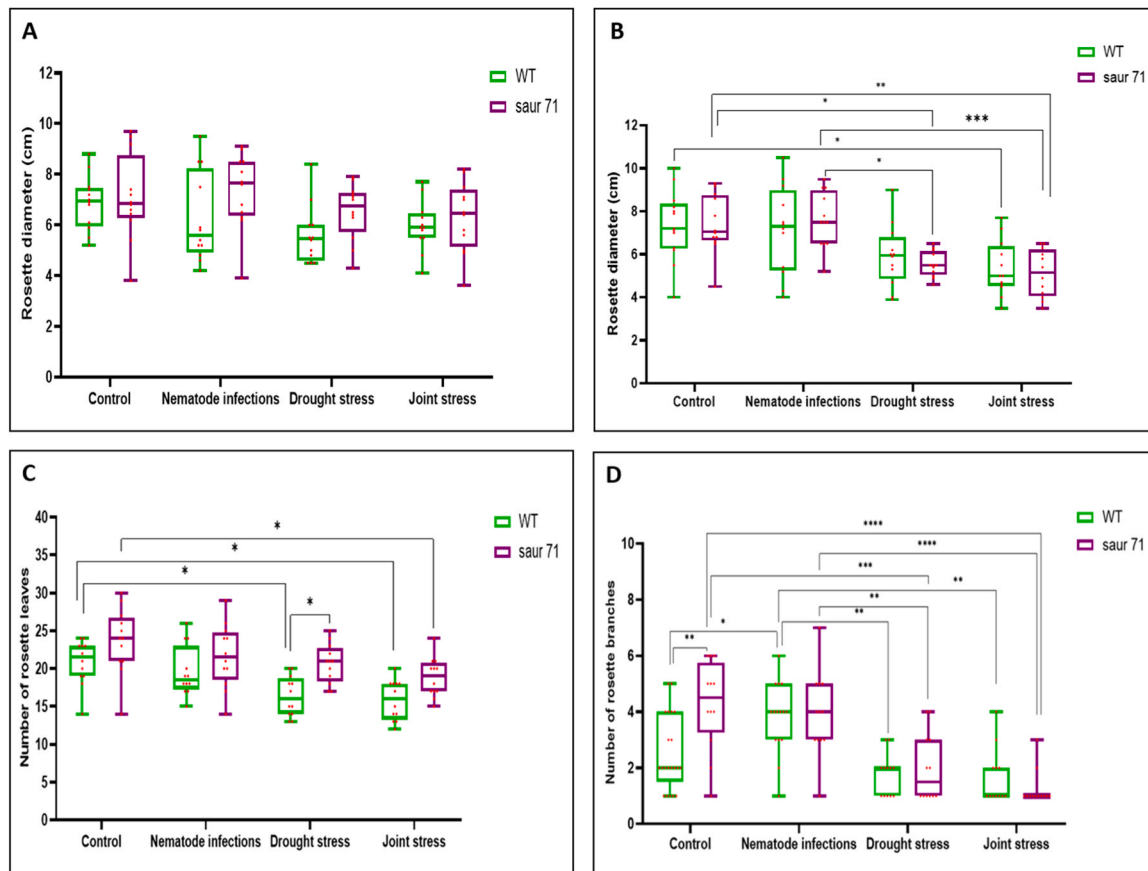 A
WT
saur 71
Rosette diameter (cm)
12
10
8
6
4
2
0
Control Nematode infections Drought stress Joint stress
B
WT
saur 71
**
*
***
*
*
Rosette diameter (cm)
12
10
8
6
4
2
0
Control Nematode infections Drought stress Joint stress
C
WT
saur 71
*
*
*
*
Number of rosette leaves
40
35
30
25
20
15
10
5
0
Control Nematode infections Drought stress Joint stress
D
WT
saur 71
****
****
***
**
**
**
*
**
Number of rosette branches
10
8
6
4
2
0
Control Nematode infections Drought stress Joint stress